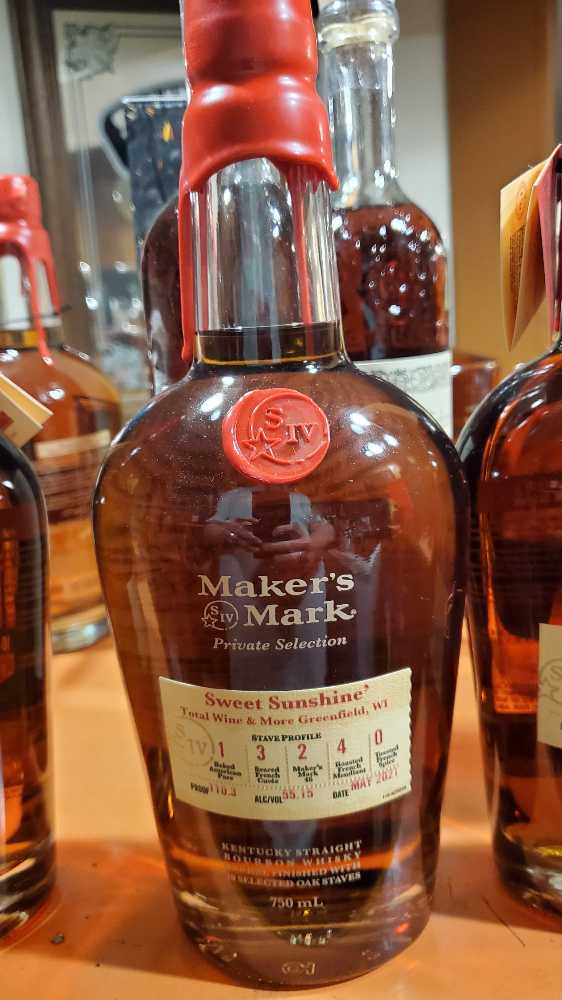 S IV
Maker's
S IV Mark
Private Selection
Sweet Sunshine'
Total Wine & More Greenfield, WI
STAVE PROFILE
1 3 2 4 0
Baked American Pure
Seared French Cuvée
Maker's Mark 46
Roasted French Mendiant
Toasted French Spice
PROOF 110.3 ALC/VOL 55.15 DATE MAY 2021
KENTUCKY STRAIGHT
BOURBON WHISKY
FINISHED WITH
SELECTED OAK STAVES
750 mL